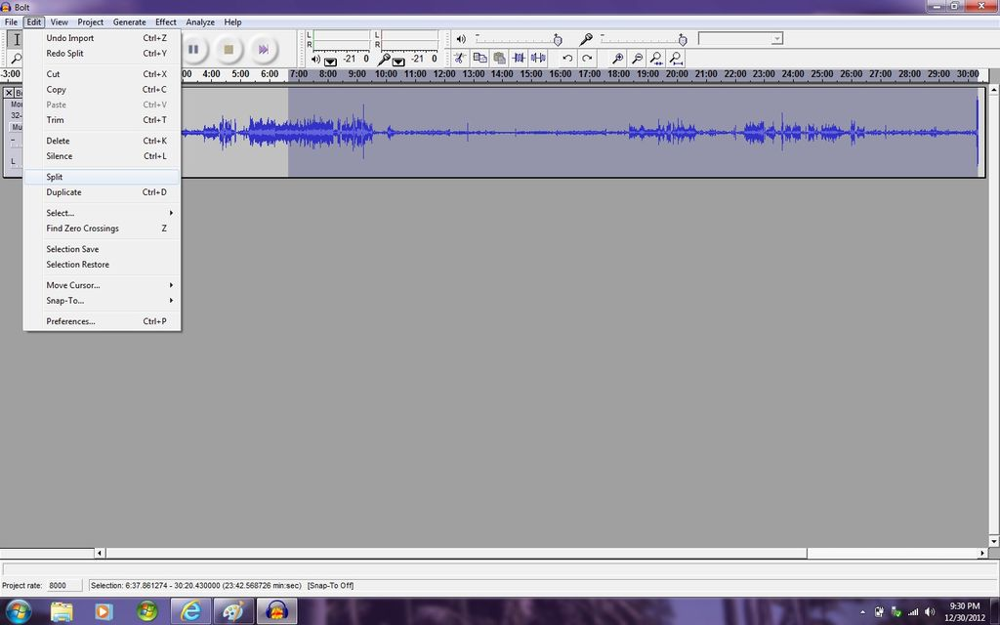 Bolt
File Edit View Project Generate Effect Analyze Help
L
R
L
R
-21 0
-21 0
-3:00
00 4:00 5:00 6:00 7:00 8:00 9:00 10:00 11:00 12:00 13:00 14:00 15:00 16:00 17:00 18:00 19:00 20:00 21:00 22:00 23:00 24:00 25:00 26:00 27:00 28:00 29:00 30:00
Undo Import Ctrl+Z
Redo Split Ctrl+Y
Cut Ctrl+X
Copy Ctrl+C
Paste Ctrl+V
Trim Ctrl+T
Delete Ctrl+K
Silence Ctrl+L
Split
Duplicate Ctrl+D
Select...
Find Zero Crossings Z
Selection Save
Selection Restore
Move Cursor...
Snap-To...
Preferences... Ctrl+P
32-
Mu
L
Project rate: 8000 Selection: 6:37.861274 - 30:20.430000 (23:42.568726 min:sec) [Snap-To Off]
9:30 PM
12/30/2012